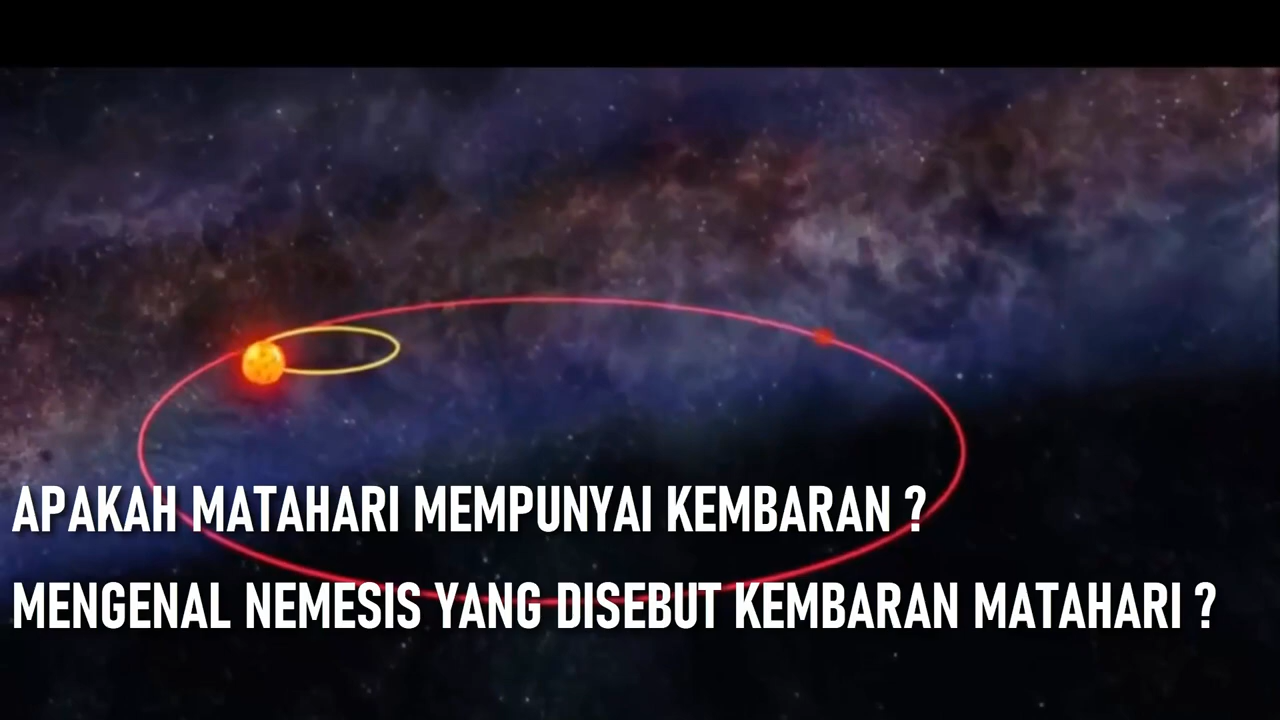 APAKAH MATAHARI MEMPUNYAI KEMBARAN ?
MENGENAL NEMESIS YANG DISEBUT KEMBARAN MATAHARI ?